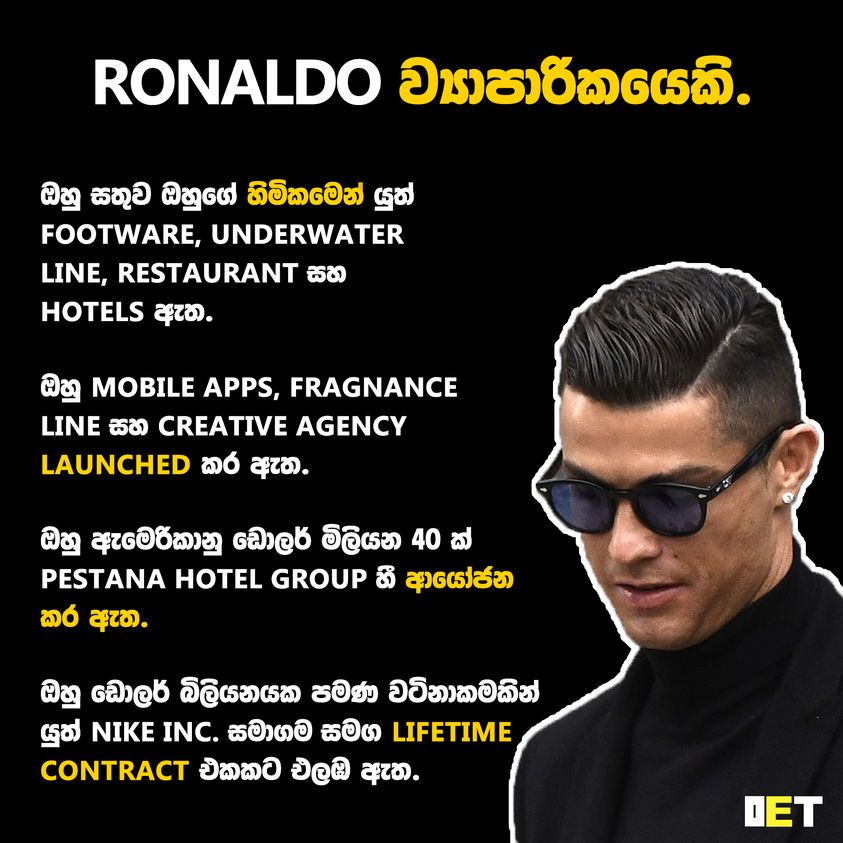 RONALDO ව්‍යාපාරිකයෙකි.
ඔහු සතුව ඔහුගේ හිමිකමෙන් යුත්
FOOTWARE, UNDERWATER
LINE, RESTAURANT සහ
HOTELS ඇත.
ඔහු MOBILE APPS, FRAGNANCE
LINE සහ CREATIVE AGENCY
LAUNCHED කර ඇත.
ඔහු ඇමෙරිකානු ඩොලර් මිලියන 40 ක්
PESTANA HOTEL GROUP හී ආයෝජන
කර ඇත.
ඔහු ඩොලර් බිලියනයක පමණ වටිනාකමකින්
යුත් NIKE INC. සමාගම සමග LIFETIME
CONTRACT එකකට එලඹ ඇත.
DET